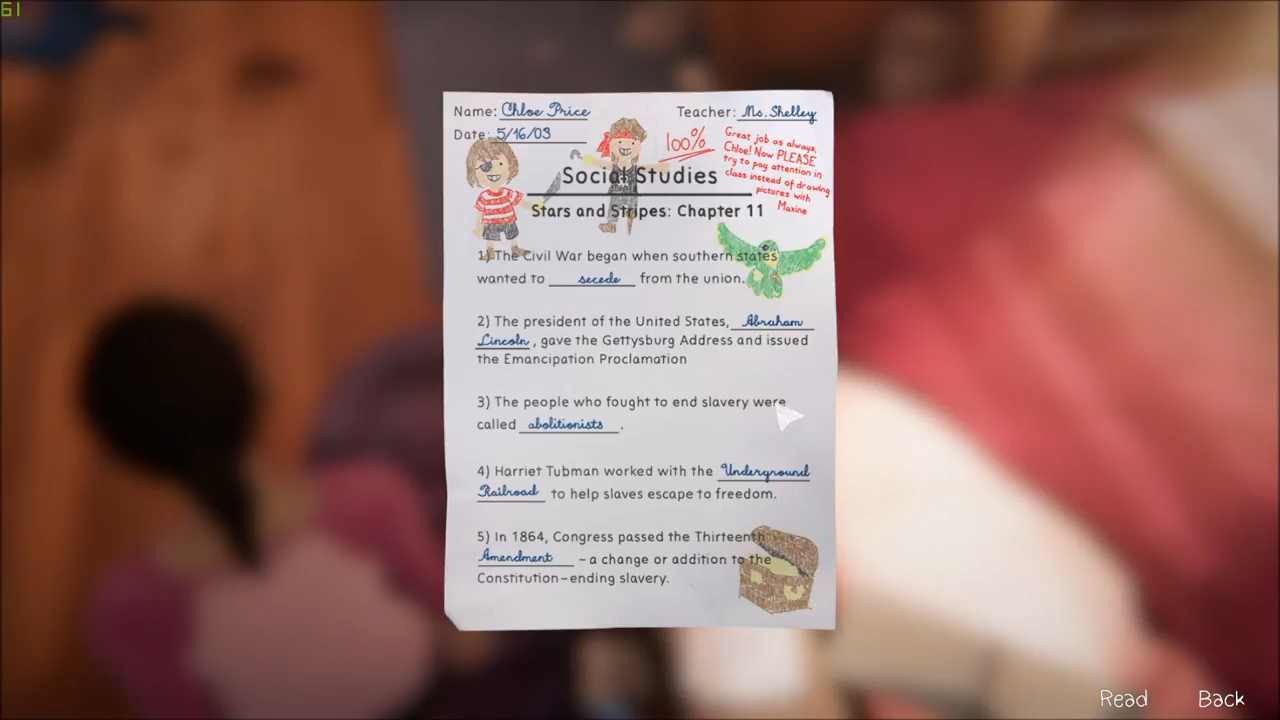 61
Name: Chloe Price
Teacher: Ms. Shelley
Date: 5/16/03
100%
Great job as always,
Chloe! Now PLEASE
try to pay attention in
class instead of drawing
pictures with
Maxine
Social Studies
Stars and Stripes: Chapter 11
1) The Civil War began when southern states
wanted to secede from the union.
2) The president of the United States, Abraham
Lincoln, gave the Gettysburg Address and issued
the Emancipation Proclamation
3) The people who fought to end slavery were
called abolitionists.
4) Harriet Tubman worked with the Underground
Railroad to help slaves escape to freedom.
5) In 1864, Congress passed the Thirteenth
Amendment – a change or addition to the
Constitution–ending slavery.
Read
Back